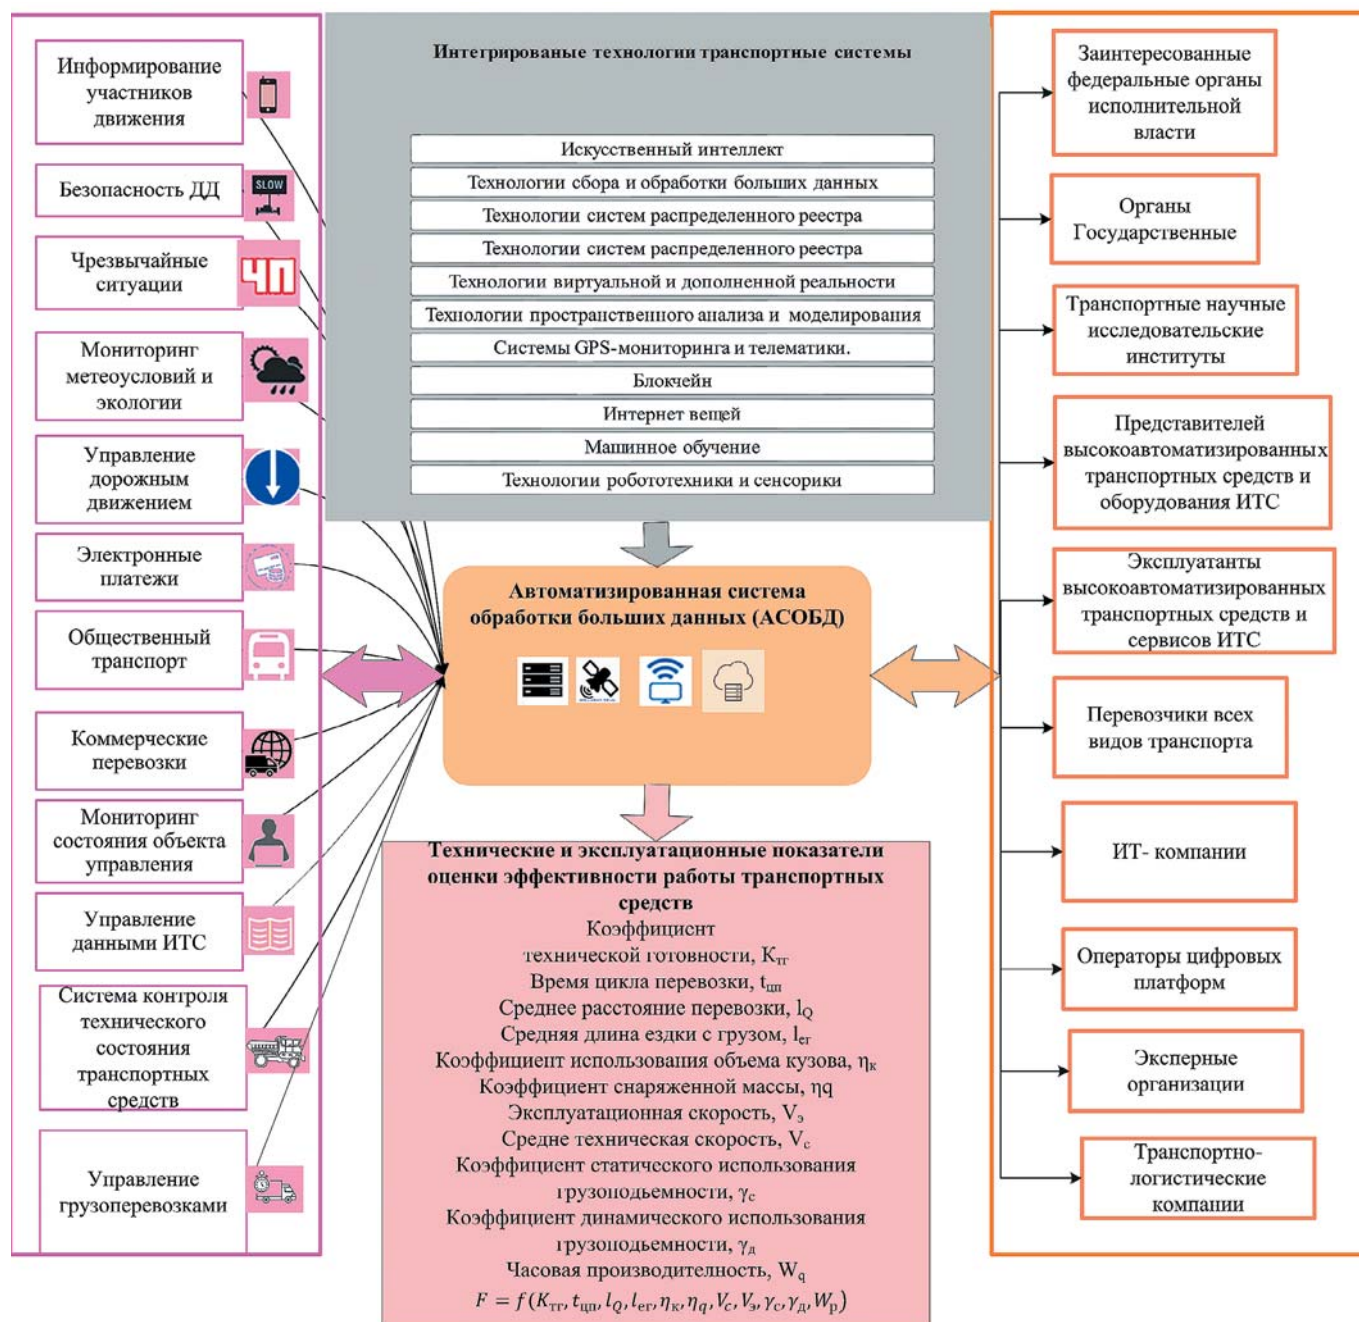 Интегрированые технологии транспортные системы
Информирование
участников
движения
Безопасность ДД
SLOW
Чрезвычайные
ситуации
ЧП
Мониторинг
метеоусловий и
экологии
Управление
дорожным
движением
Электронные
платежи
Общественный
транспорт
Коммерческие
перевозки
Мониторинг
состояния объекта
управления
Управление
данными ИТС
Система контроля
технического
состояния
транспортных
средств
Управление
грузоперевозками
Искусственный интеллект
Технологии сбора и обработки больших данных
Технологии систем распределенного реестра
Технологии систем распределенного реестра
Технологии виртуальной и дополненной реальности
Технологии пространственного анализа и моделирования
Системы GPS-мониторинга и телематики.
Блокчейн
Интернет вещей
Машинное обучение
Технологии робототехники и сенсорики
Автоматизированная система
обработки больших данных (АСОБД)
Технические и эксплуатационные показатели
оценки эффективности работы транспортных
средств
Коэффициент
технической готовности, Kтг
Время цикла перевозки, tцп
Среднее расстояние перевозки, lQ
Средняя длина ездки с грузом, lег
Коэффициент использования объема кузова, ηк
Коэффициент снаряженной массы, ηq
Эксплуатационная скорость, Vэ
Средне техническая скорость, Vс
Коэффициент статического использования
грузоподъемности, γс
Коэффициент динамического использования
грузоподьемности, γд
Часовая производителность, Wq
F = f(Kтг, tцп, lQ, lег, ηк, ηq, Vc, Vэ, γс, γд, Wр)
Заинтересованные
федеральные органы
исполнительной
власти
Органы
Государственные
Транспортные научные
исследовательские
институты
Представителей
высокоавтоматизированных
транспортных средств и
оборудования ИТС
Эксплуатанты
высокоавтоматизированных
транспортных средств и
сервисов ИТС
Перевозчики всех
видов транспорта
ИТ- компании
Операторы цифровых
платформ
Эксперные
организации
Транспортно-
логистические
компании